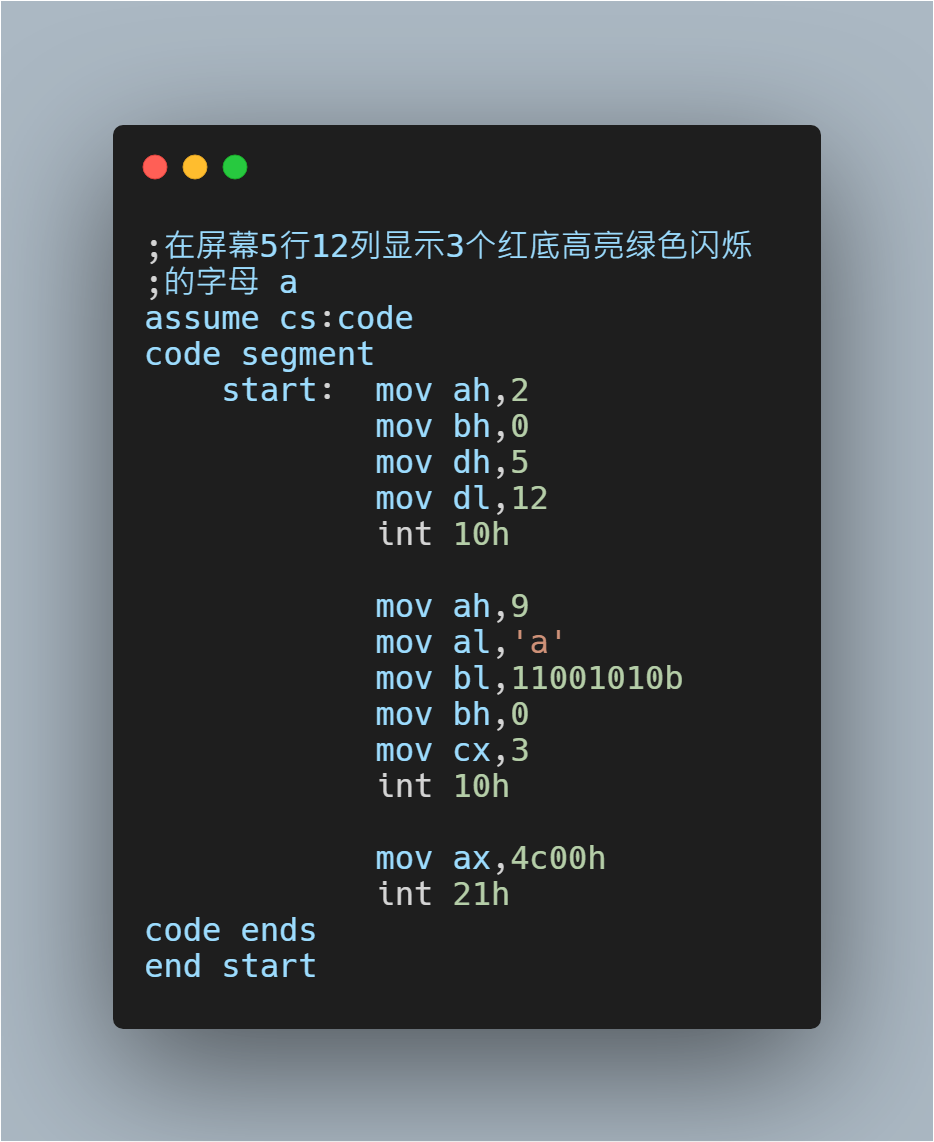 ;在屏幕5行12列显示3个红底高亮绿色闪烁
;的字母 a
assume cs:code
code segment
    start:  mov ah,2
            mov bh,0
            mov dh,5
            mov dl,12
            int 10h
            mov ah,9
            mov al,'a'
            mov bl,11001010b
            mov bh,0
            mov cx,3
            int 10h
            mov ax,4c00h
            int 21h
code ends
end start